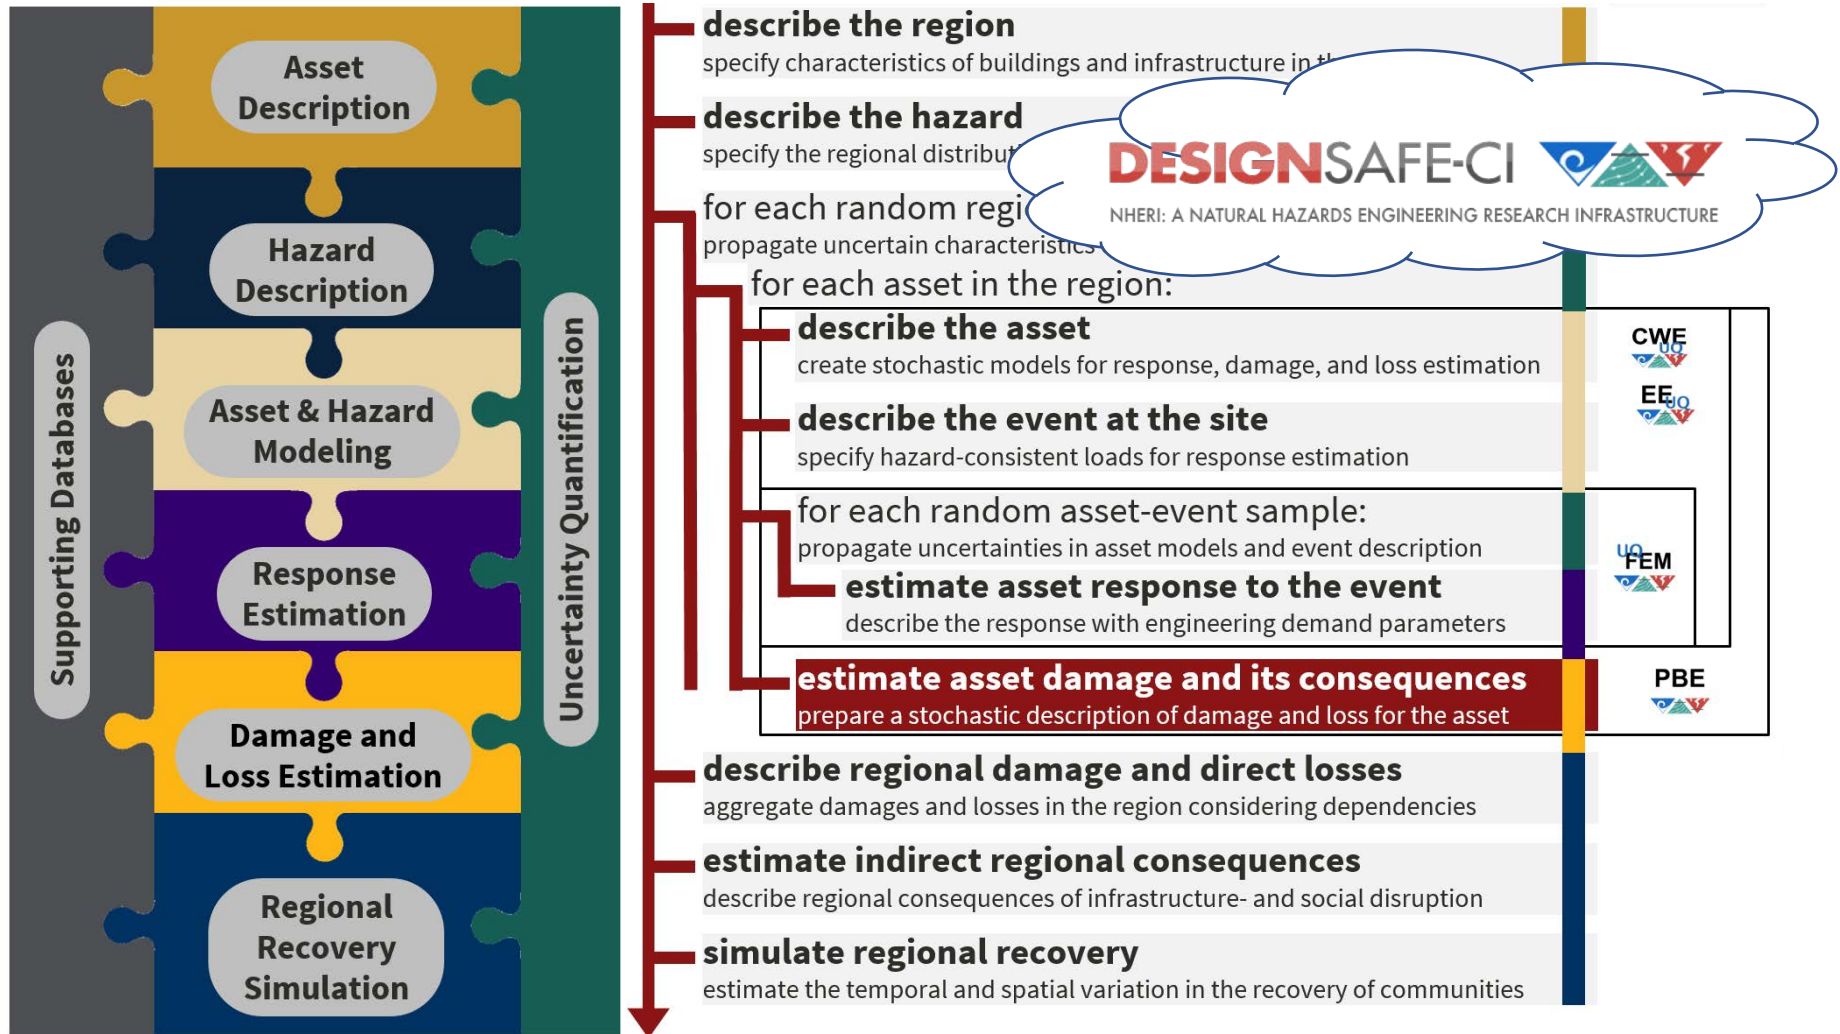 Supporting Databases
Asset
Description
Hazard
Description
Asset & Hazard
Modeling
Response
Estimation
Damage and
Loss Estimation
Regional
Recovery
Simulation
Uncertainty Quantification
describe the region
specify characteristics of buildings and infrastructure in
describe the hazard
specify the regional
for each random
propagate uncertain characteristics
for each asset in the region:
describe the asset
create stochastic models for response, damage, and loss estimation
describe the event at the site
specify hazard-consistent loads for response estimation
for each random asset-event sample:
propagate uncertainties in asset models and event description
estimate asset response to the event
describe the response with engineering demand parameters
estimate asset damage and its consequences
prepare a stochastic description of damage and loss for the asset
describe regional damage and direct losses
aggregate damages and losses in the region considering dependencies
estimate indirect regional consequences
describe regional consequences of infrastructure- and social disruption
simulate regional recovery
estimate the temporal and spatial variation in the recovery of communities
DESIGNSAFE-CI
NHERI: A NATURAL HAZARDS ENGINEERING RESEARCH INFRASTRUCTURE
CWE
UQ
EE
UQ
UQ
FEM
PBE